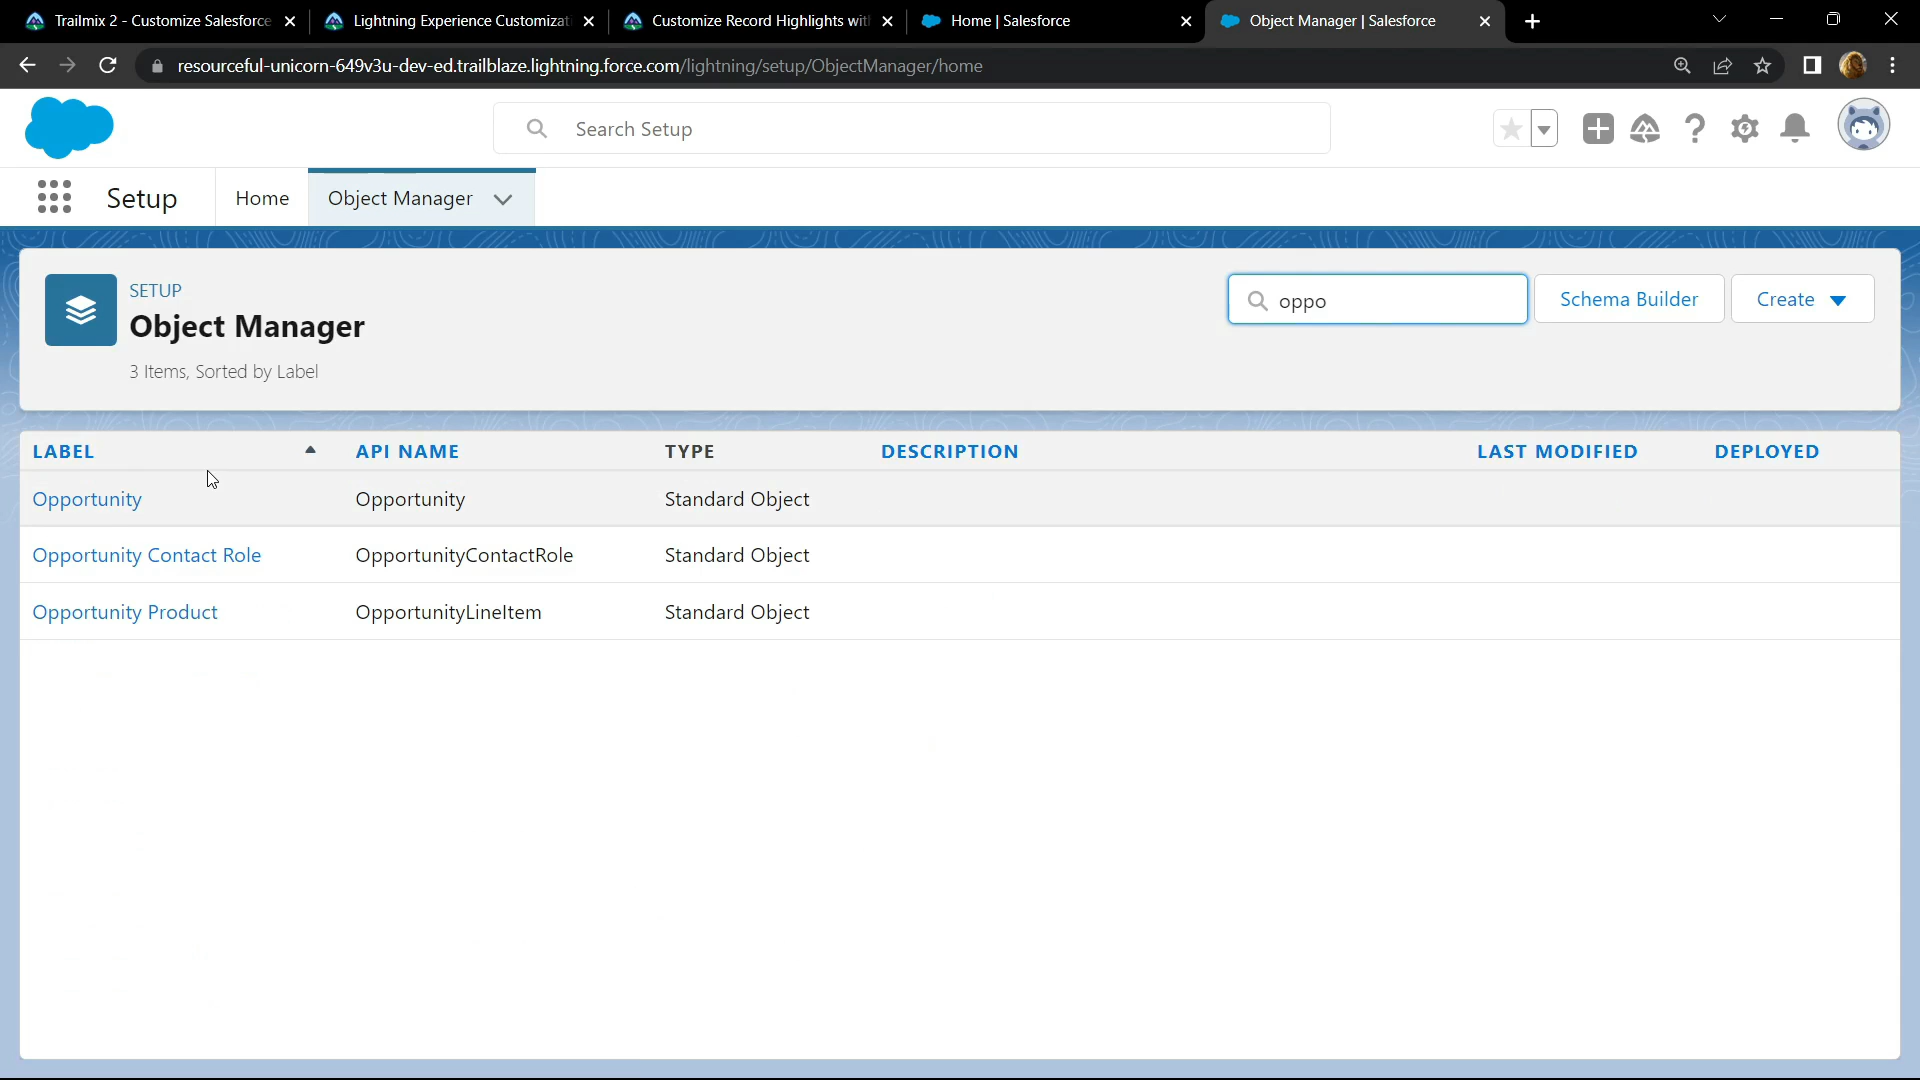 Trailmix 2 - Customize Salesforce
Lightning Experience Customizat
Customize Record Highlights wit
Home | Salesforce
Object Manager | Salesforce
resourceful-unicorn-649v3u-dev-ed.trailblaze.lightning.force.com/lightning/setup/ObjectManager/home
Search Setup
Setup
Home
Object Manager
SETUP
Object Manager
3 Items, Sorted by Label
oppo
Schema Builder
Create
LABEL API NAME TYPE DESCRIPTION LAST MODIFIED DEPLOYED
Opportunity Opportunity Standard Object
Opportunity Contact Role OpportunityContactRole Standard Object
Opportunity Product OpportunityLineItem Standard Object